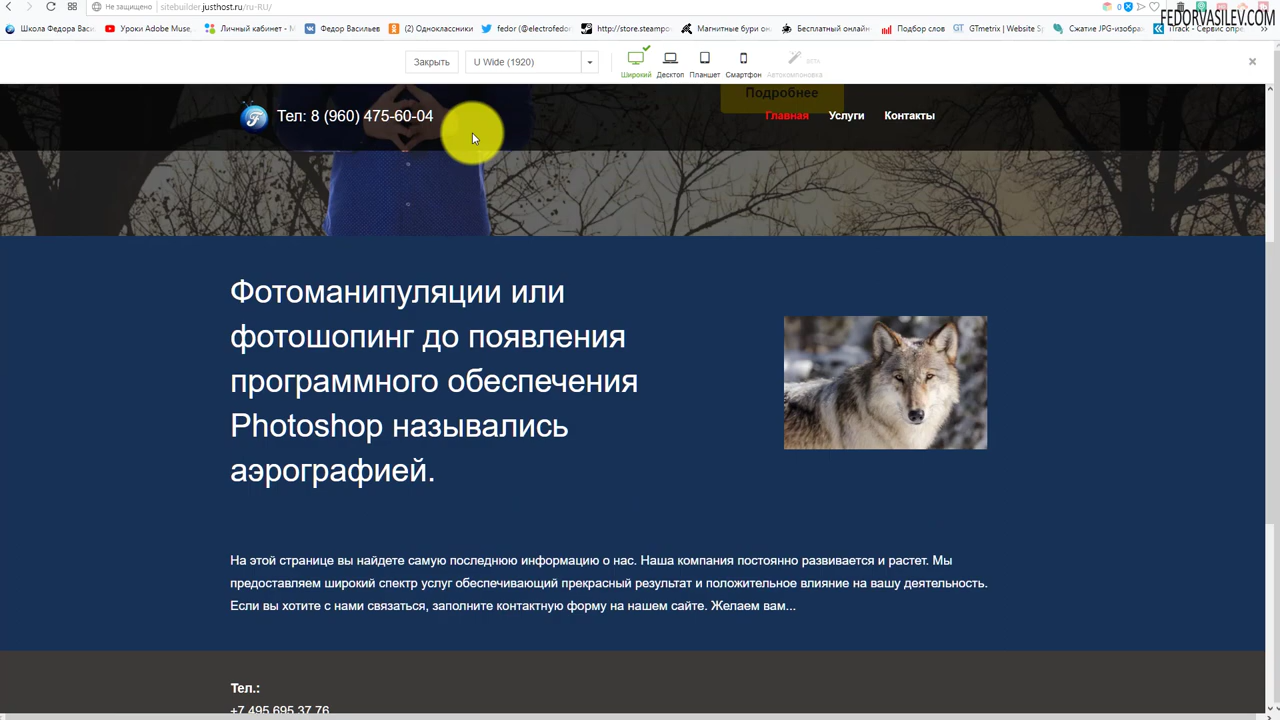 sitebuilder.justhost.ru/ru-RU/
Не защищено
0
FEDORVASILEV.COM
Школа Федора Васи
Уроки Adobe Muse,
Личный кабинет - M
Федор Васильев
(2) Одноклассники
fedor (@electrofedor
http://store.steampo
Магнитные бури он
Бесплатный онлайн
Подбор слов
GTmetrix | Website S
Сжатие JPG-изобра
iTrack - Сервис опре
Закрыть
U Wide (1920)
Широкий
Десктоп
Планшет
Смартфон
Автокомпоновка
БЕТА
Подробнее
Тел: 8 (960) 475-60-04
Главная
Услуги
Контакты
Фотоманипуляции или
фотошопинг до появления
программного обеспечения
Photoshop назывались
аэрографией.
На этой странице вы найдете самую последнюю информацию о нас. Наша компания постоянно развивается и растет. Мы
предоставляем широкий спектр услуг обеспечивающий прекрасный результат и положительное влияние на вашу деятельность.
Если вы хотите с нами связаться, заполните контактную форму на нашем сайте. Желаем вам...
Тел.:
+7 495 695 37 76